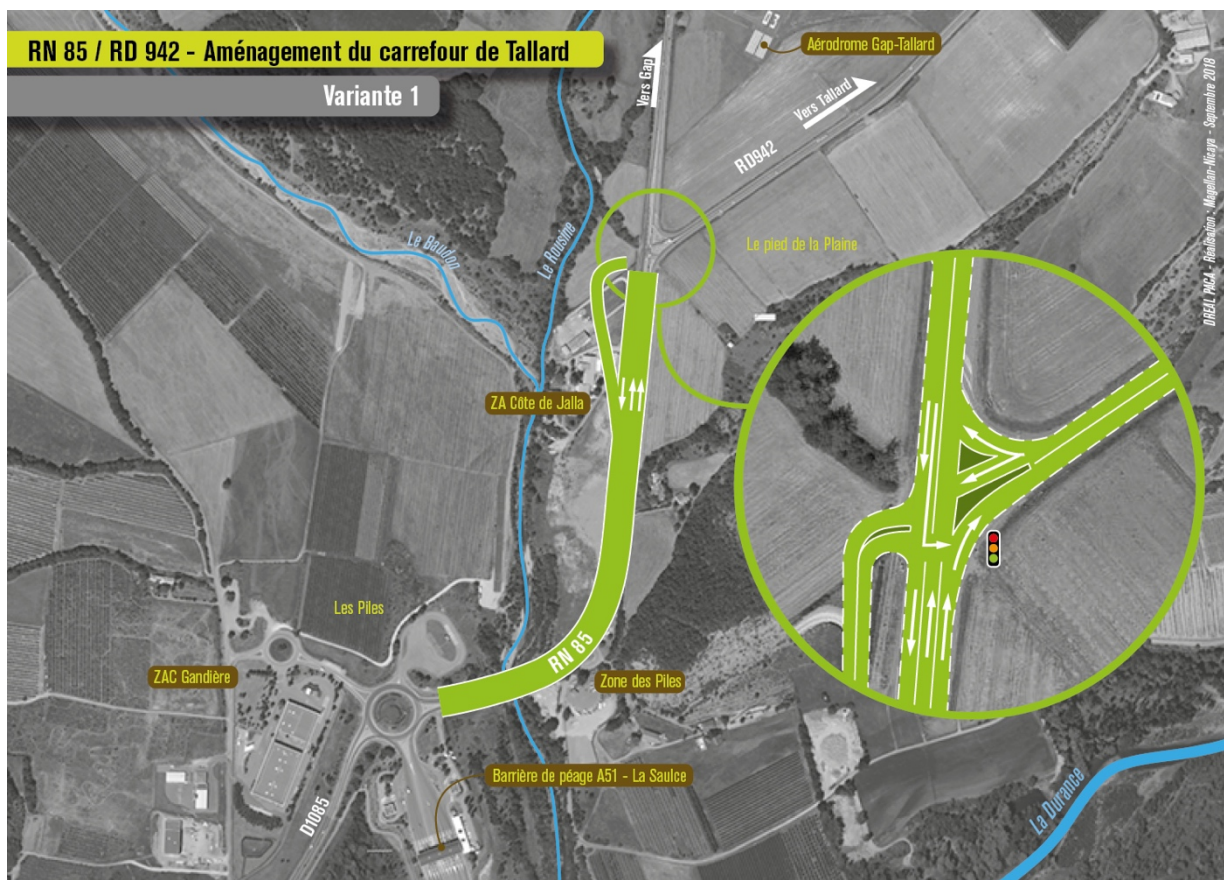 RN 85 / RD 942 - Aménagement du carrefour de Tallard
Variante 1
Aérodrome Gap-Tallard
Vers Gap
Vers Tallard
RD942
DREAL PACA - Réalisation : Magellan-Nicaya - Septembre 2018
Le Baudon
Le Rousine
Le pied de la Plaine
ZA Côte de Jalla
Les Piles
RN 85
ZAC Gandière
Zone des Piles
Barrière de péage A51 - La Saulce
D1085
La Durance